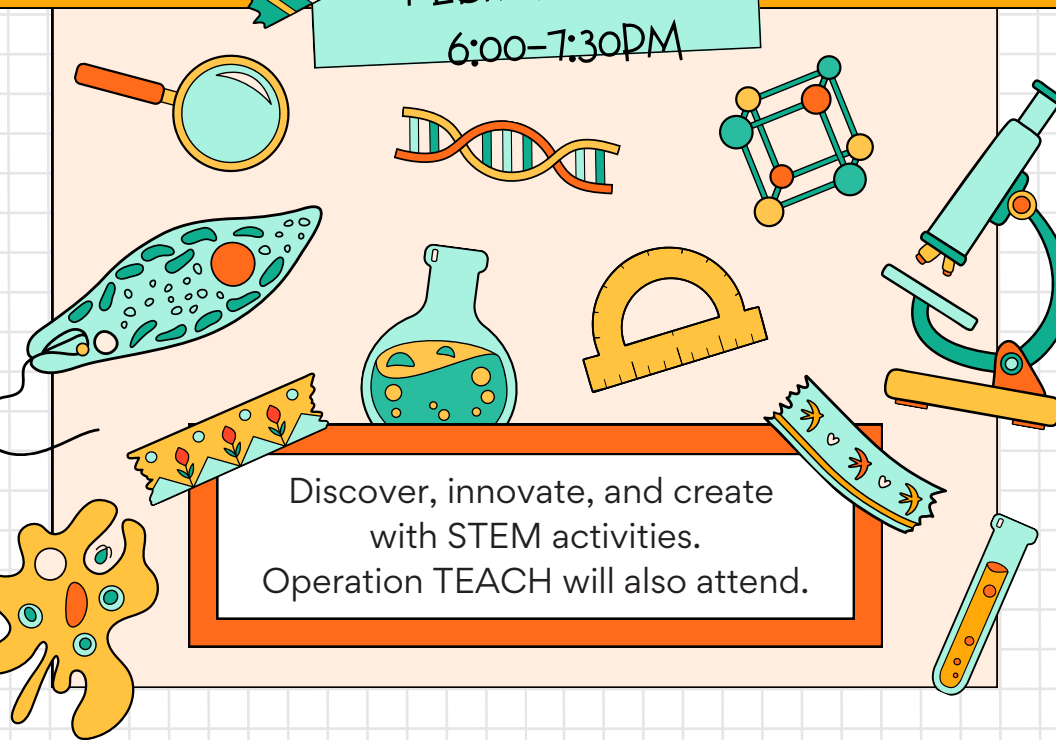 6:00–7:30PM
Discover, innovate, and create
with STEM activities.
Operation TEACH will also attend.